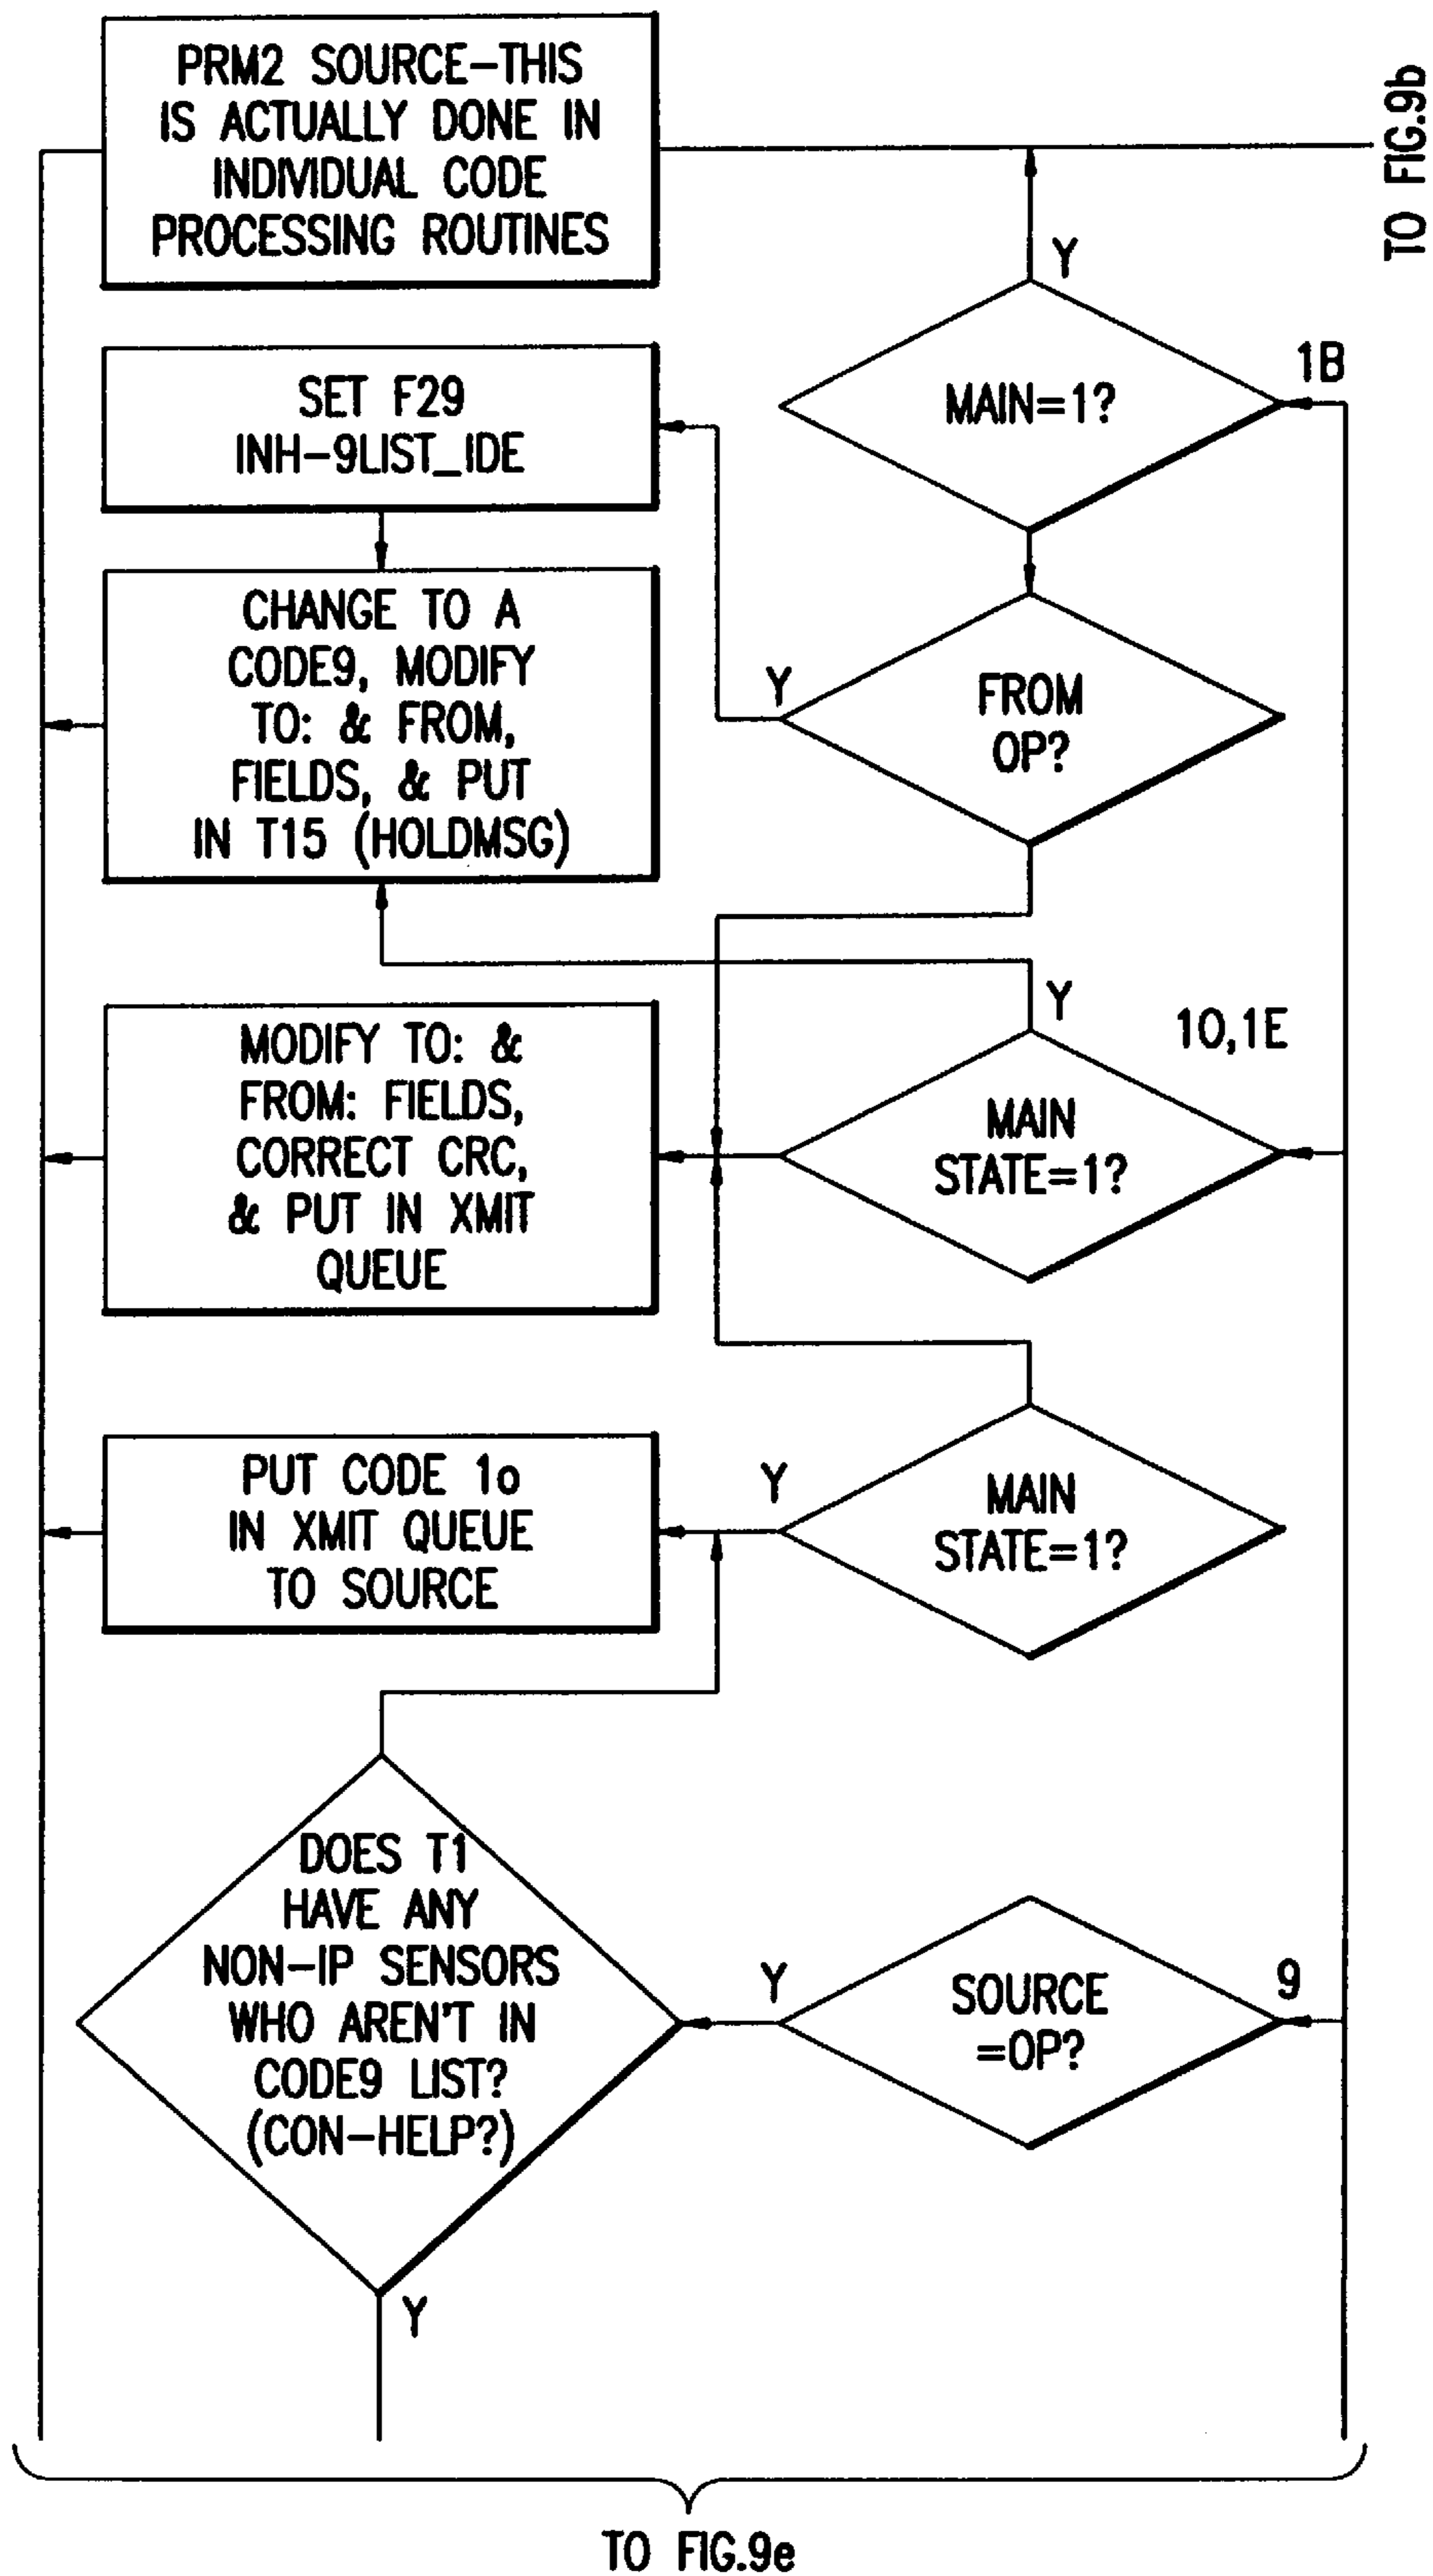 PRM2 SOURCE-THIS
IS ACTUALLY DONE IN
INDIVIDUAL CODE
PROCESSING ROUTINES
TO FIG.9b
Y
1B
MAIN=1?
SET F29
INH-9LIST_IDE
CHANGE TO A
CODE9, MODIFY
TO: & FROM,
FIELDS, & PUT
IN T15 (HOLDMSG)
Y
FROM
OP?
Y
10,1E
MODIFY TO: &
FROM: FIELDS,
CORRECT CRC,
& PUT IN XMIT
QUEUE
MAIN
STATE=1?
PUT CODE 1o
IN XMIT QUEUE
TO SOURCE
Y
MAIN
STATE=1?
DOES T1
HAVE ANY
NON-IP SENSORS
WHO AREN'T IN
CODE9 LIST?
(CON-HELP?)
Y
Y
SOURCE
=OP?
9
TO FIG.9e